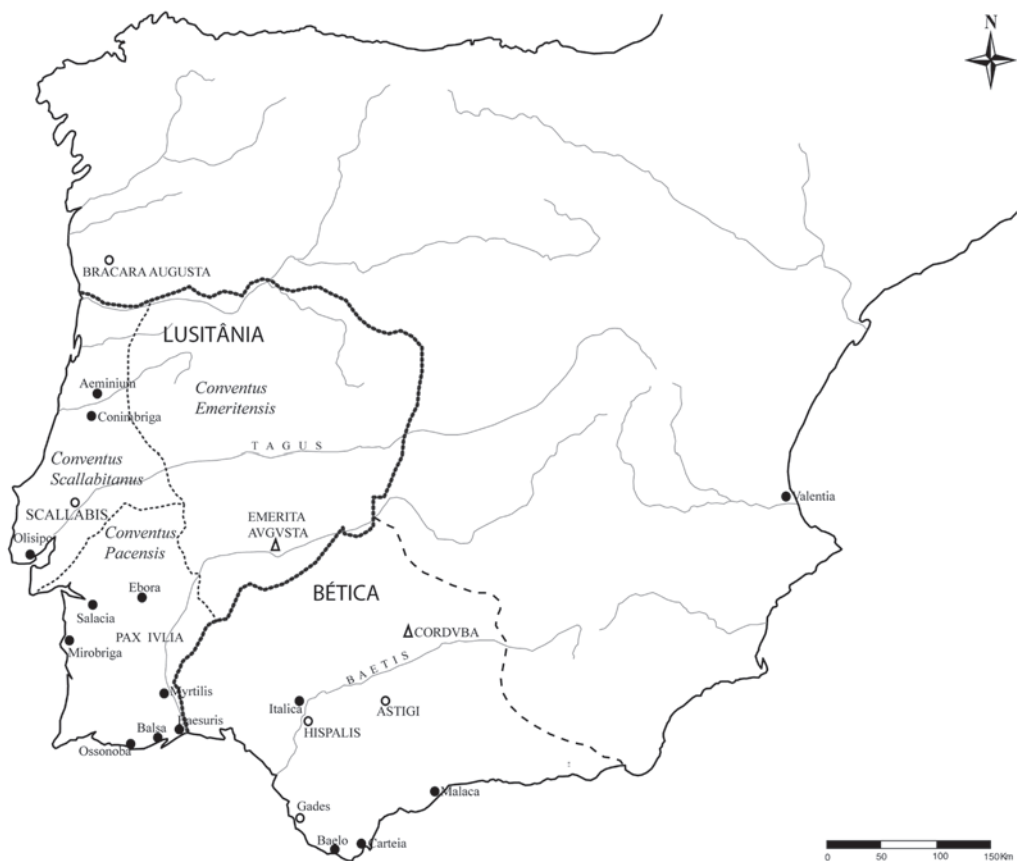 N
BRACARA AUGUSTA
LUSITÂNIA
Aeminium
Conventus
Emeritensis
Conimbriga
TAGUS
Conventus
Scallabitanus
SCALLABIS
Valentia
EMERITA
AVGVSTA
Conventus
Pacensis
Olisipo
Ebora
BÉTICA
Salacia
CORDVBA
PAX IVLIA
Mirobriga
BAETIS
Myrtilis
Italica
ASTIGI
Baesuris
Balsa
HISPALIS
Ossonoba
Malaca
Gades
Baelo
Carteia
0 50 100 150Km